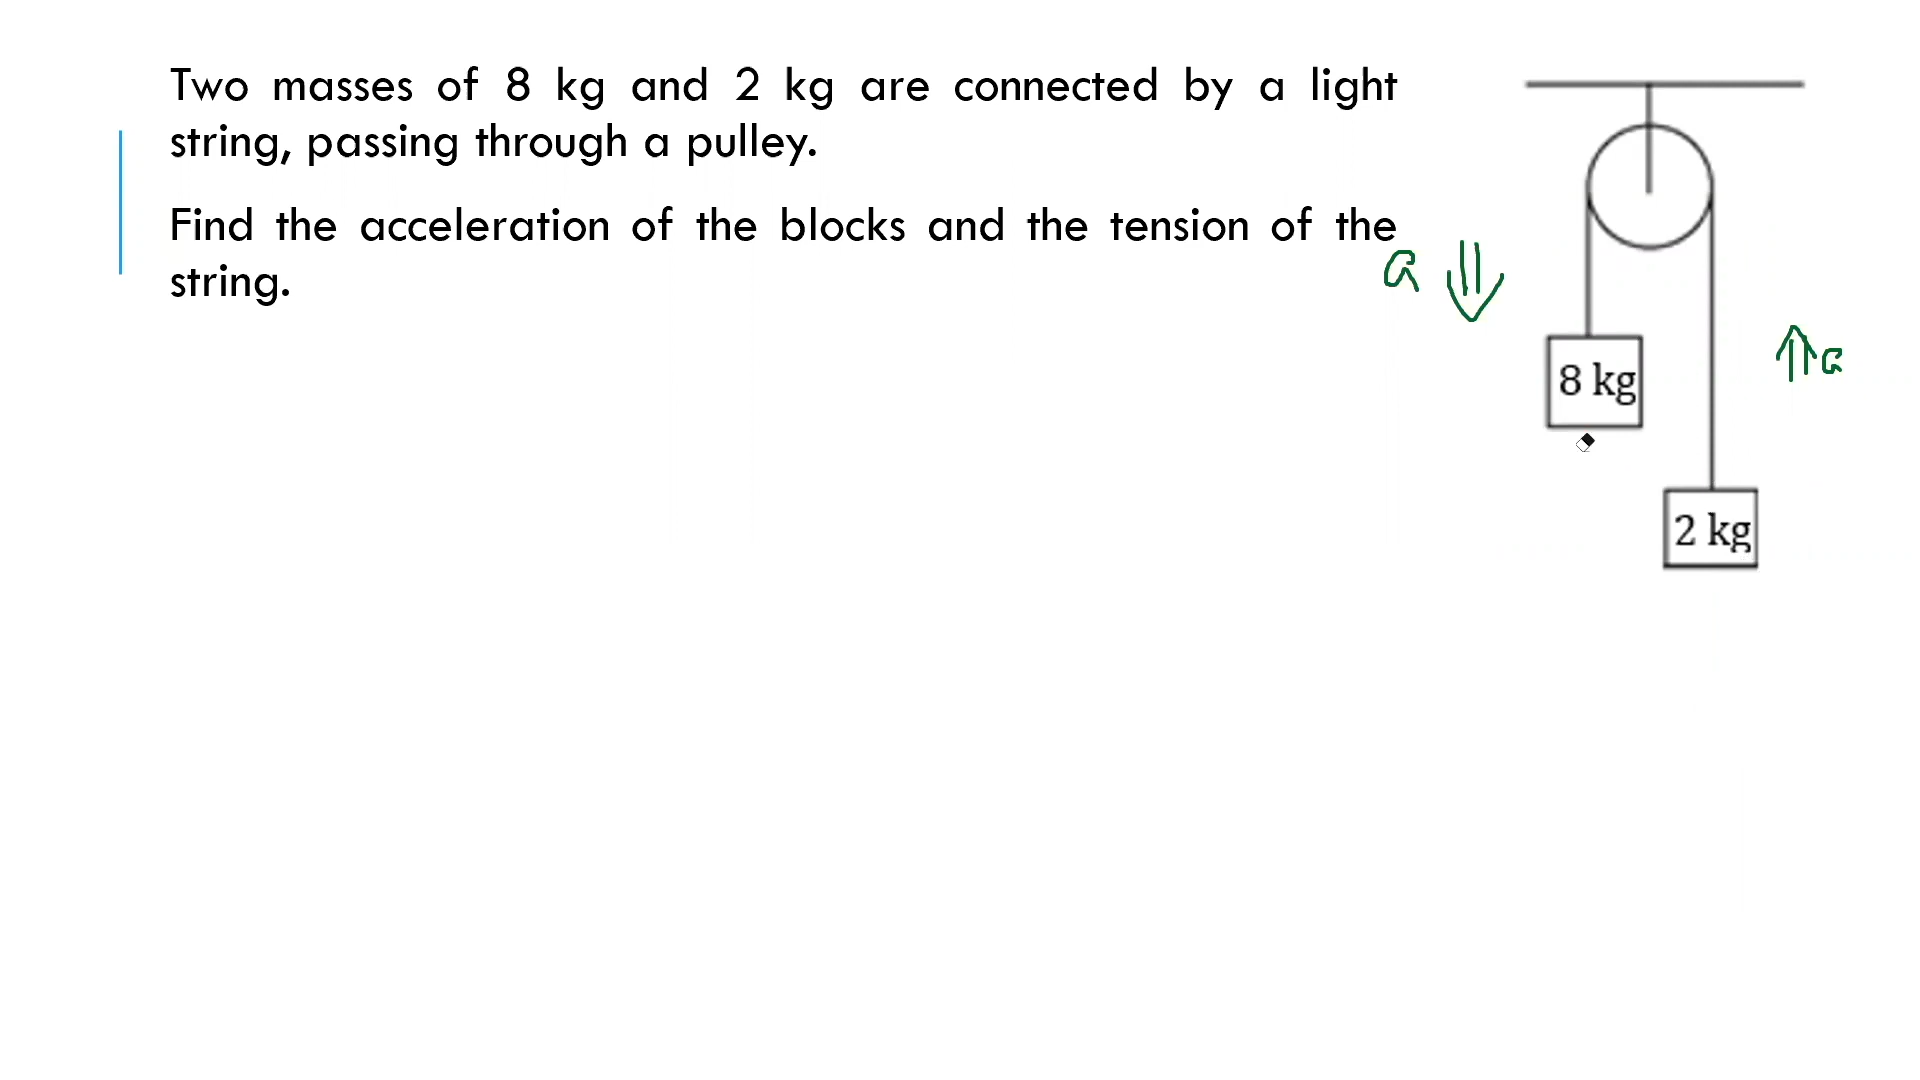 Two masses of 8 kg and 2 kg are connected by a light
string, passing through a pulley.
Find the acceleration of the blocks and the tension of the
string.
a
a
8 kg
2 kg